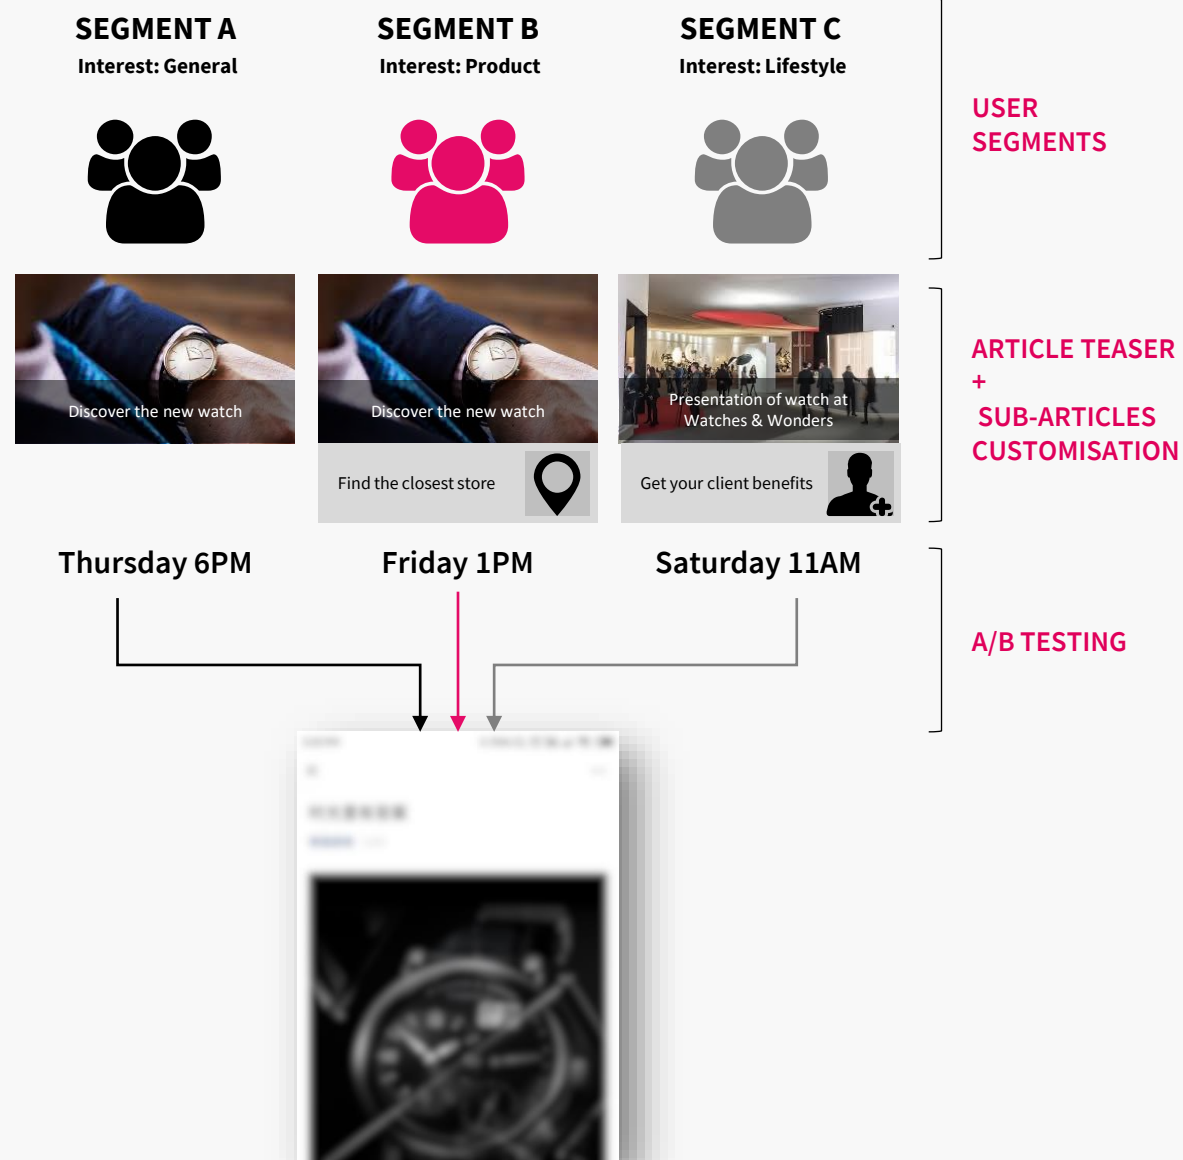 SEGMENT A
Interest: General
SEGMENT B
Interest: Product
SEGMENT C
Interest: Lifestyle
USER
SEGMENTS
Discover the new watch
Discover the new watch
Find the closest store
Presentation of watch at
Watches & Wonders
Get your client benefits
ARTICLE TEASER
+
SUB-ARTICLES
CUSTOMISATION
Thursday 6PM
Friday 1PM
Saturday 11AM
A/B TESTING